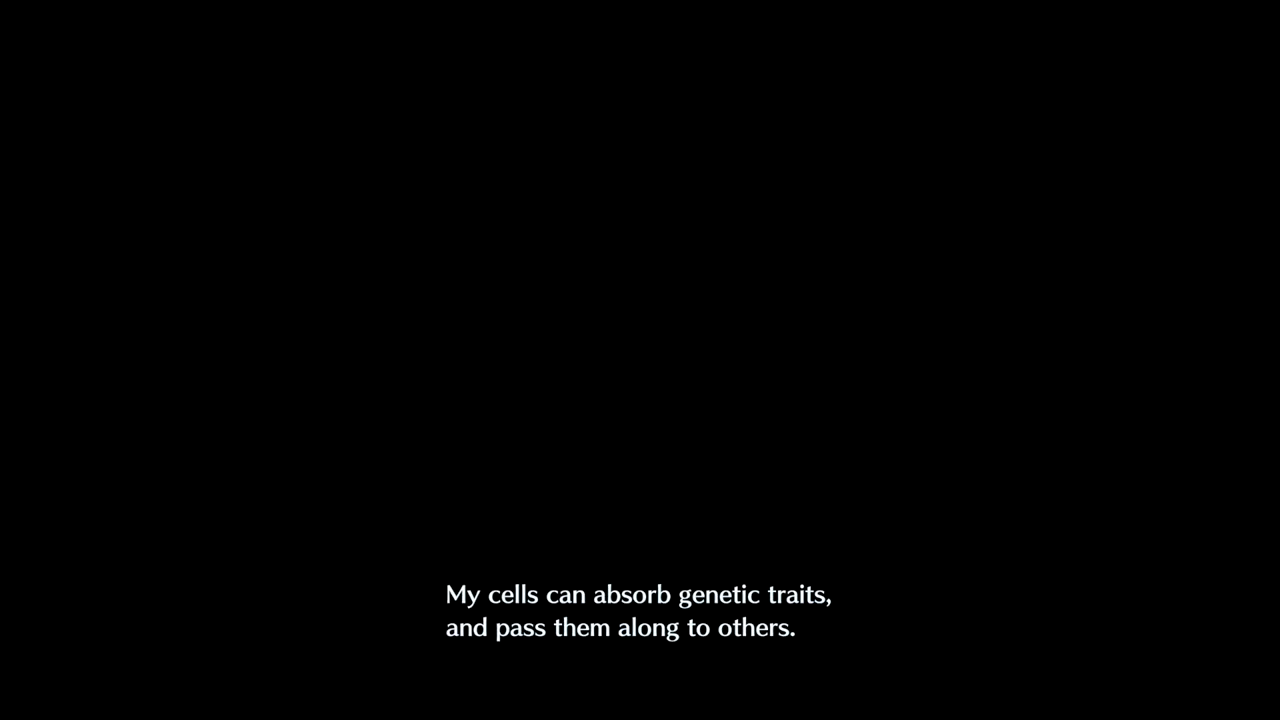 My cells can absorb genetic traits,
and pass them along to others.